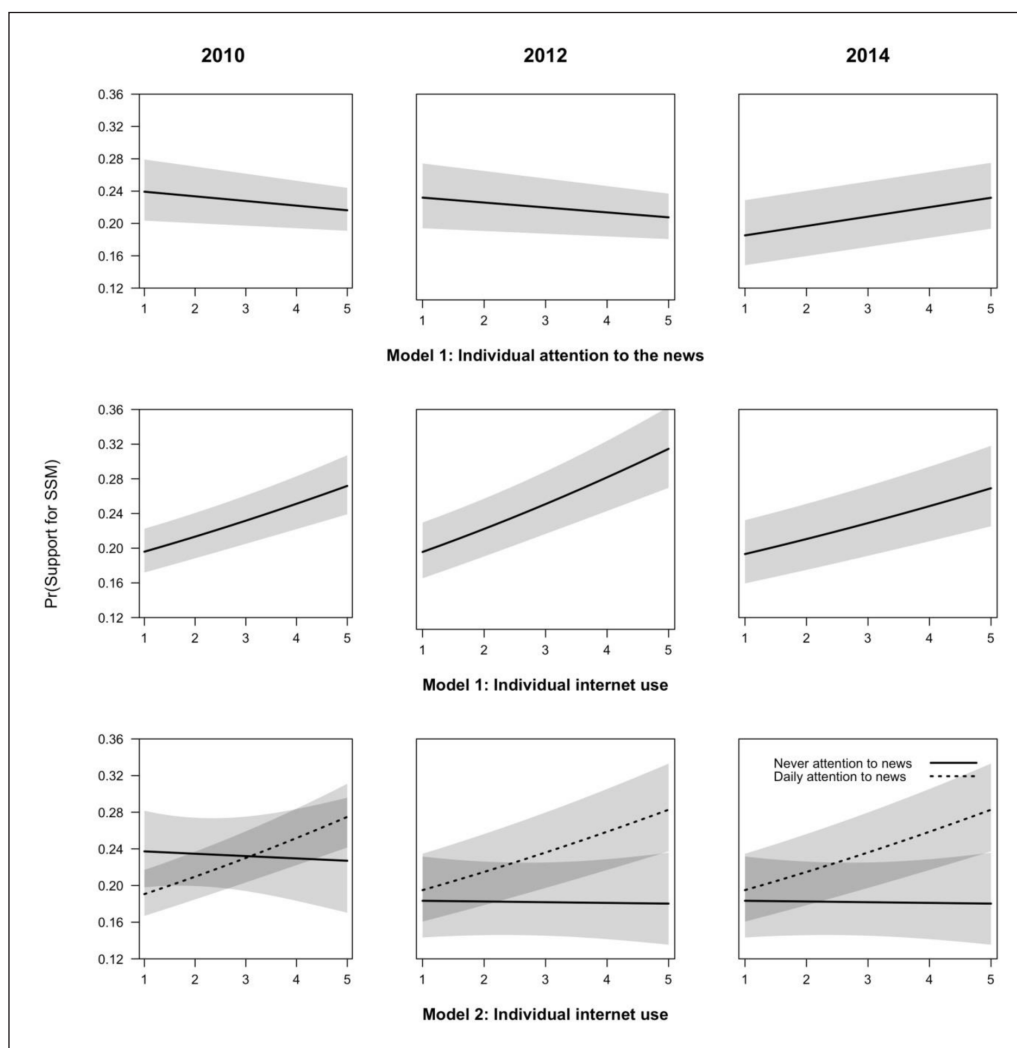 2010 2012 2014
0.36
0.32
0.28
0.24
0.20
0.16
0.12
1 2 3 4 5 1 2 3 4 5 1 2 3 4 5
Model 1: Individual attention to the news
Pr(Support for SSM)
0.36
0.32
0.28
0.24
0.20
0.16
0.12
1 2 3 4 5 1 2 3 4 5 1 2 3 4 5
Model 1: Individual internet use
0.36
0.32
0.28
0.24
0.20
0.16
0.12
Never attention to news
Daily attention to news
1 2 3 4 5 1 2 3 4 5 1 2 3 4 5
Model 2: Individual internet use